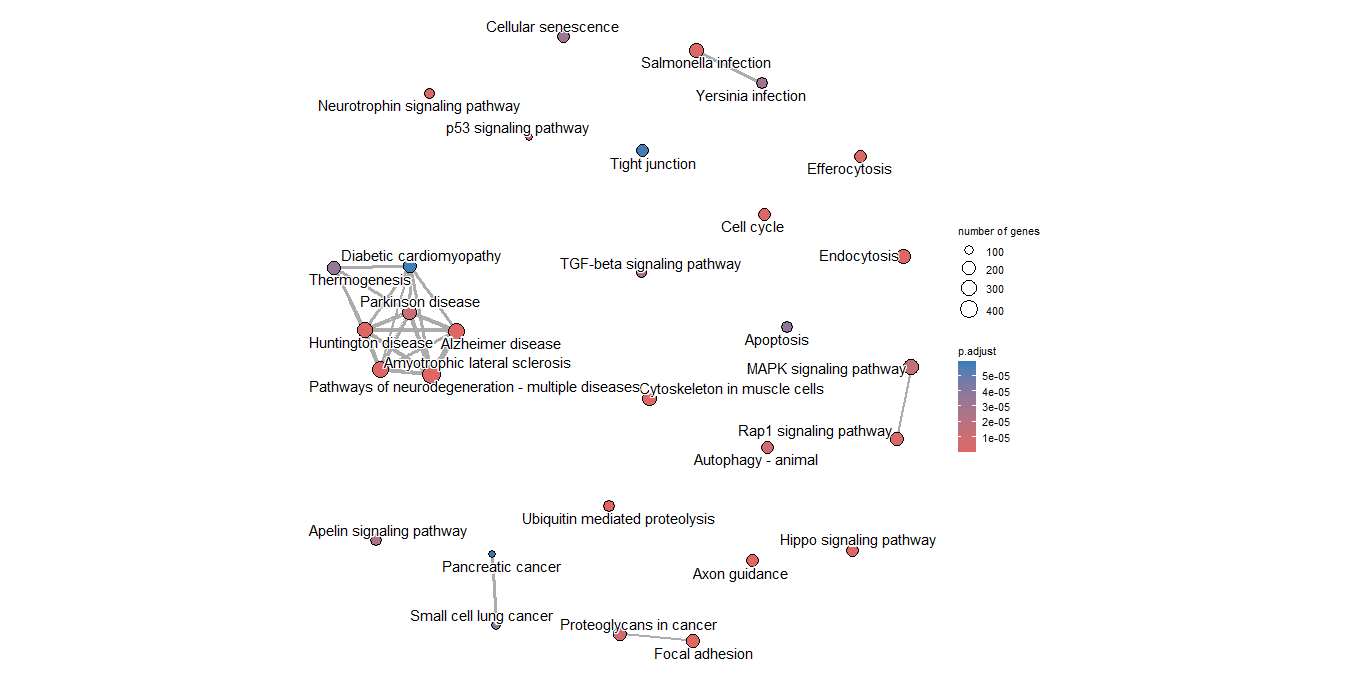 Cellular senescence
Salmonella infection
Yersinia infection
Neurotrophin signaling pathway
p53 signaling pathway
Tight junction
Efferocytosis
Cell cycle
Diabetic cardiomyopathy
Endocytosis
TGF-beta signaling pathway
Thermogenesis
Parkinson disease
Apoptosis
Huntington disease
Alzheimer disease
Amyotrophic lateral sclerosis
MAPK signaling pathway
Pathways of neurodegeneration - multiple diseases
Cytoskeleton in muscle cells
Rap1 signaling pathway
Autophagy - animal
Ubiquitin mediated proteolysis
Apelin signaling pathway
Hippo signaling pathway
Pancreatic cancer
Axon guidance
Small cell lung cancer
Proteoglycans in cancer
Focal adhesion
number of genes
100
200
300
400
p.adjust
5e-05
4e-05
3e-05
2e-05
1e-05